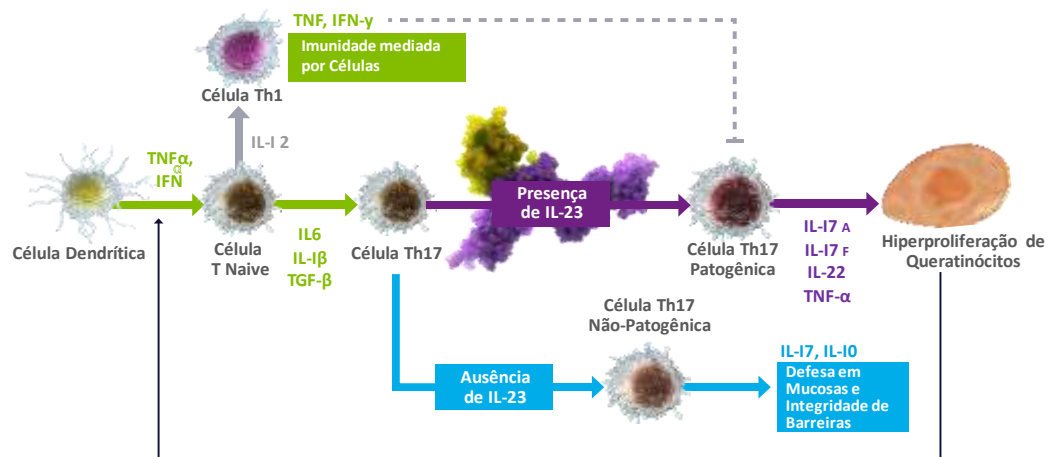 TNF, IFN-y
Imunidade mediada
por Células
Célula Th1
IL-I 2
TNFα,
α
IFN
Célula Dendrítica
Célula
T Naive
IL6
IL-Iβ
TGF-β
Célula Th17
Presença
de IL-23
Célula Th17
Patogênica
IL-I7 A
IL-I7 F
IL-22
TNF-α
Hiperproliferação de
Queratinócitos
Ausência
de IL-23
Célula Th17
Não-Patogênica
IL-I7, IL-I0
Defesa em
Mucosas e
Integridade de
Barreiras